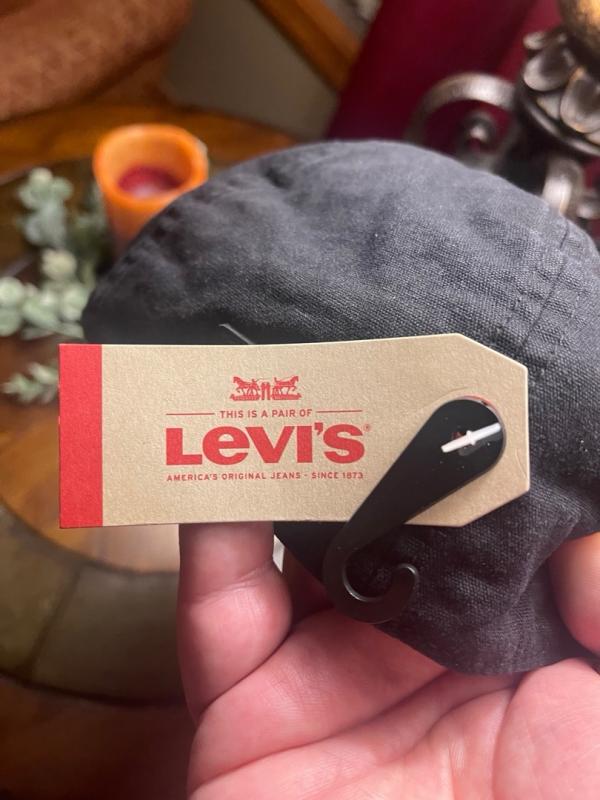 THIS IS A PAIR OF
Levi's®
AMERICA'S ORIGINAL JEANS - SINCE 1873